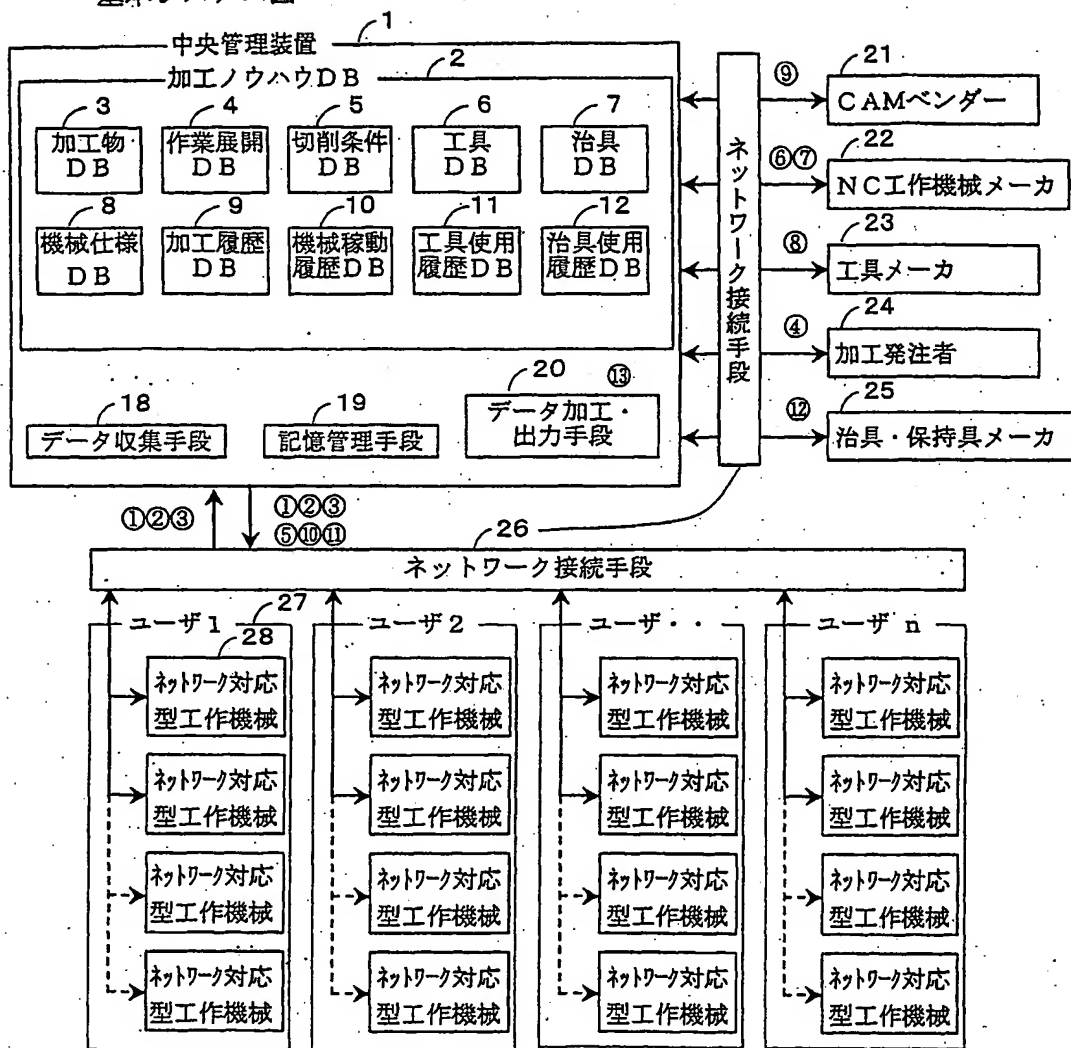 1
中央管理装置
2
加工ノウハウDB
3
加工物
DB
4
作業展開
DB
5
切削条件
DB
6
工具
DB
7
治具
DB
8
機械仕様
DB
9
加工履歴
DB
10
機械稼動
履歴DB
11
工具使用
履歴DB
12
治具使用
履歴DB
18
データ収集手段
19
記憶管理手段
20
⑬
データ加工・
出力手段
ネットワーク接続手段
⑨
21
CAMベンダー
⑥⑦
22
NC工作機械メーカ
⑧
23
工具メーカ
④
24
加工発注者
⑫
25
治具・保持具メーカ
①②③
①②③
⑤⑩⑪
26
ネットワーク接続手段
ユーザ1
27
28
ネットワーク対応
型工作機械
ネットワーク対応
型工作機械
ネットワーク対応
型工作機械
ネットワーク対応
型工作機械
ユーザ2
ネットワーク対応
型工作機械
ネットワーク対応
型工作機械
ネットワーク対応
型工作機械
ネットワーク対応
型工作機械
ユーザ・・
ネットワーク対応
型工作機械
ネットワーク対応
型工作機械
ネットワーク対応
型工作機械
ネットワーク対応
型工作機械
ユーザn
ネットワーク対応
型工作機械
ネットワーク対応
型工作機械
ネットワーク対応
型工作機械
ネットワーク対応
型工作機械